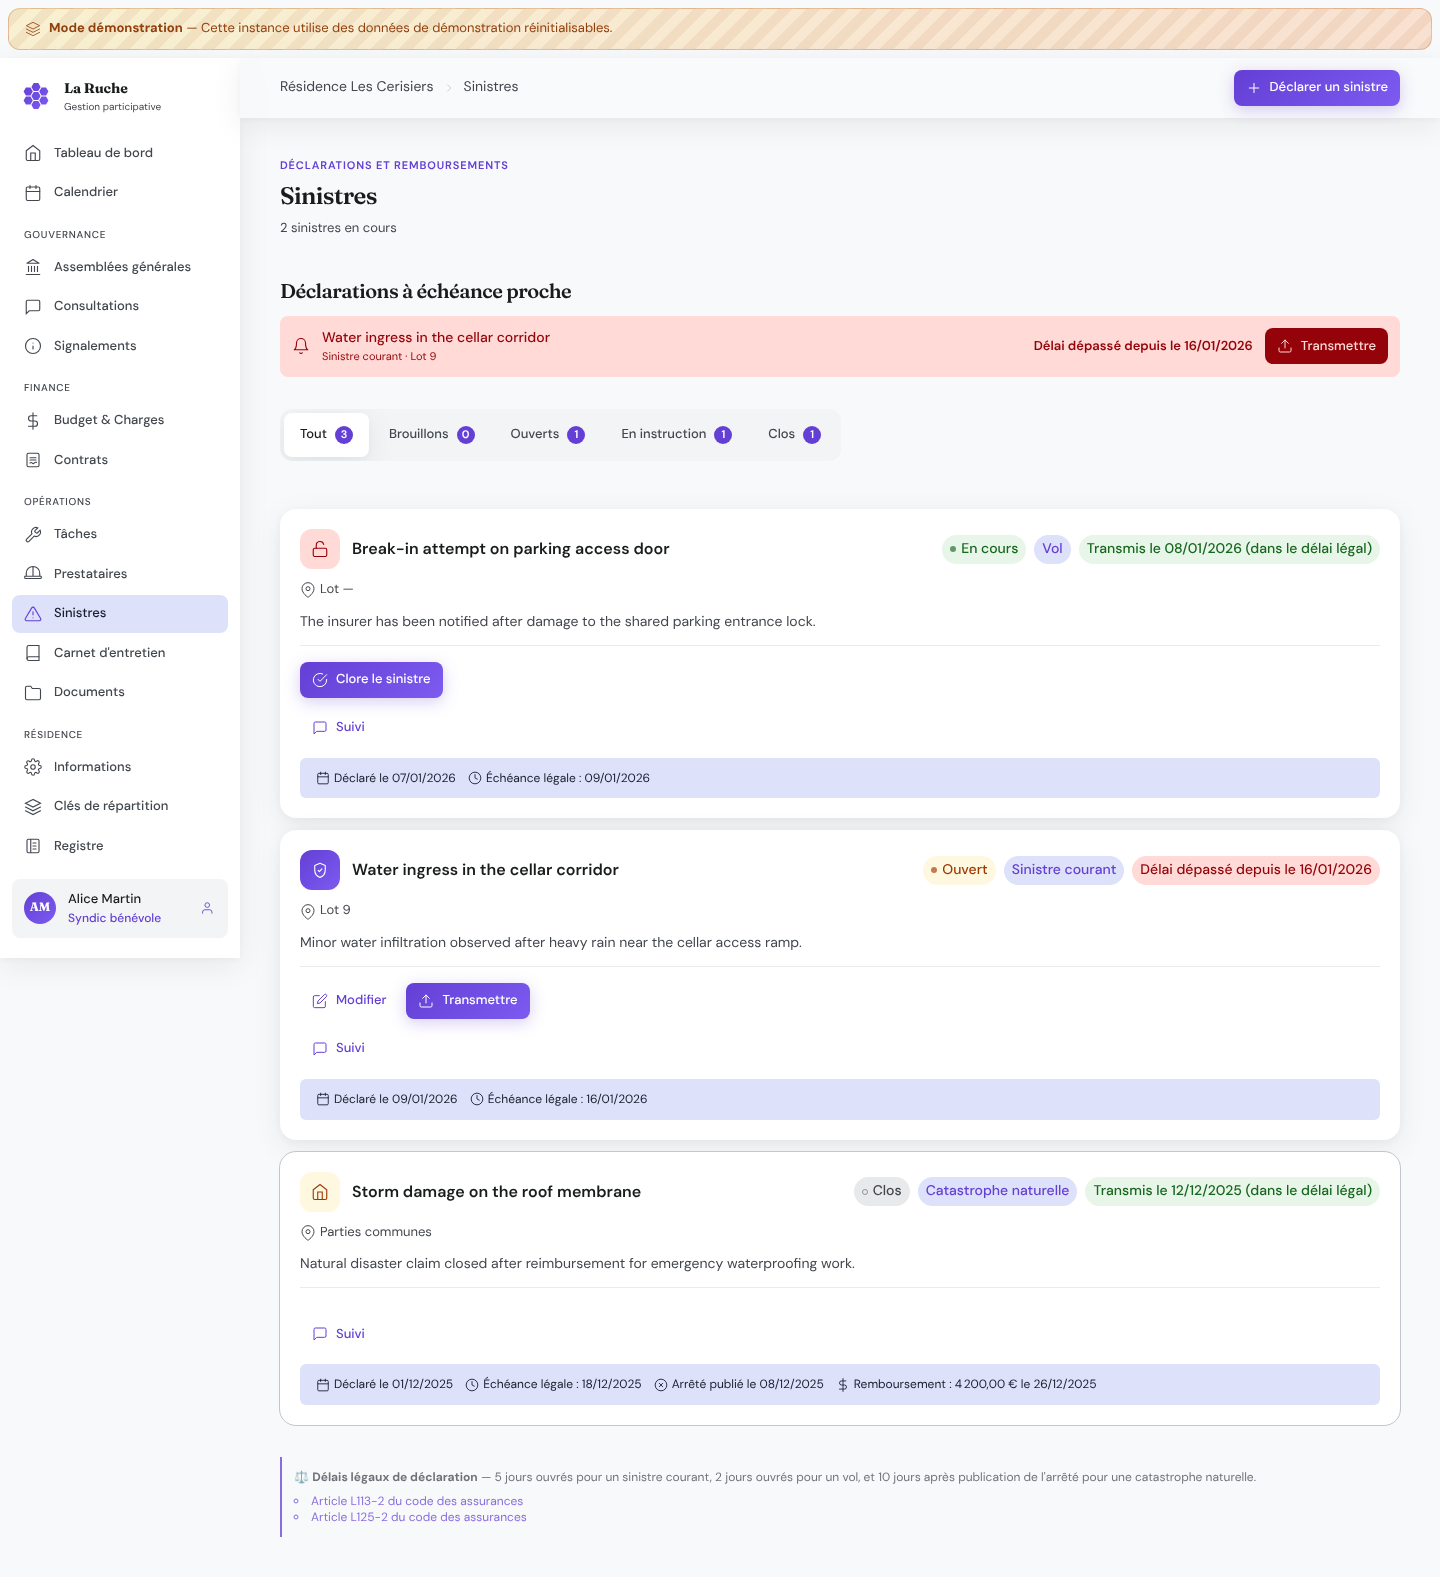 Mode démonstration — Cette instance utilise des données de démonstration réinitialisables.
La Ruche
Gestion participative
Tableau de bord
Calendrier
GOUVERNANCE
Assemblées générales
Consultations
Signalements
FINANCE
Budget & Charges
Contrats
OPÉRATIONS
Tâches
Prestataires
Sinistres
Carnet d'entretien
Documents
RÉSIDENCE
Informations
Clés de répartition
Registre
AM
Alice Martin
Syndic bénévole
Résidence Les Cerisiers > Sinistres
Déclarer un sinistre
DÉCLARATIONS ET REMBOURSEMENTS
Sinistres
2 sinistres en cours
Déclarations à échéance proche
Water ingress in the cellar corridor
Sinistre courant · Lot 9
Délai dépassé depuis le 16/01/2026
Transmettre
Tout 3 Brouillons 0 Ouverts 1 En instruction 1 Clos 1
Break-in attempt on parking access door
En cours Vol Transmis le 08/01/2026 (dans le délai légal)
Lot —
The insurer has been notified after damage to the shared parking entrance lock.
Clore le sinistre
Suivi
Déclaré le 07/01/2026 Échéance légale : 09/01/2026
Water ingress in the cellar corridor
Ouvert Sinistre courant Délai dépassé depuis le 16/01/2026
Lot 9
Minor water infiltration observed after heavy rain near the cellar access ramp.
Modifier Transmettre
Suivi
Déclaré le 09/01/2026 Échéance légale : 16/01/2026
Storm damage on the roof membrane
Clos Catastrophe naturelle Transmis le 12/12/2025 (dans le délai légal)
Parties communes
Natural disaster claim closed after reimbursement for emergency waterproofing work.
Suivi
Déclaré le 01/12/2025 Échéance légale : 18/12/2025 Arrêté publié le 08/12/2025 Remboursement : 4 200,00 € le 26/12/2025
⚖️ Délais légaux de déclaration — 5 jours ouvrés pour un sinistre courant, 2 jours ouvrés pour un vol, et 10 jours après publication de l'arrêté pour une catastrophe naturelle.
Article L113-2 du code des assurances
Article L125-2 du code des assurances